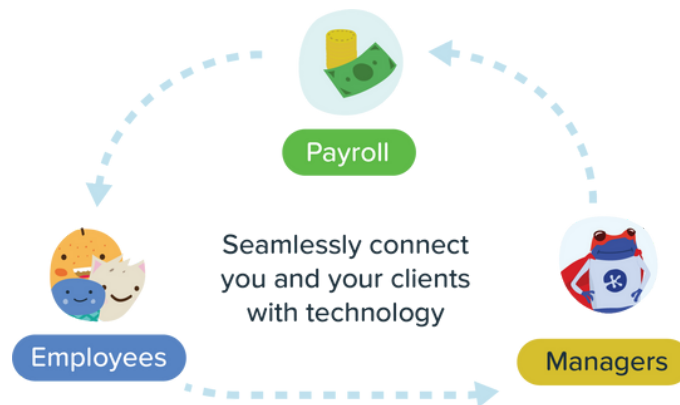 Payroll
Seamlessly connect
you and your clients
with technology
K
Employees
Managers